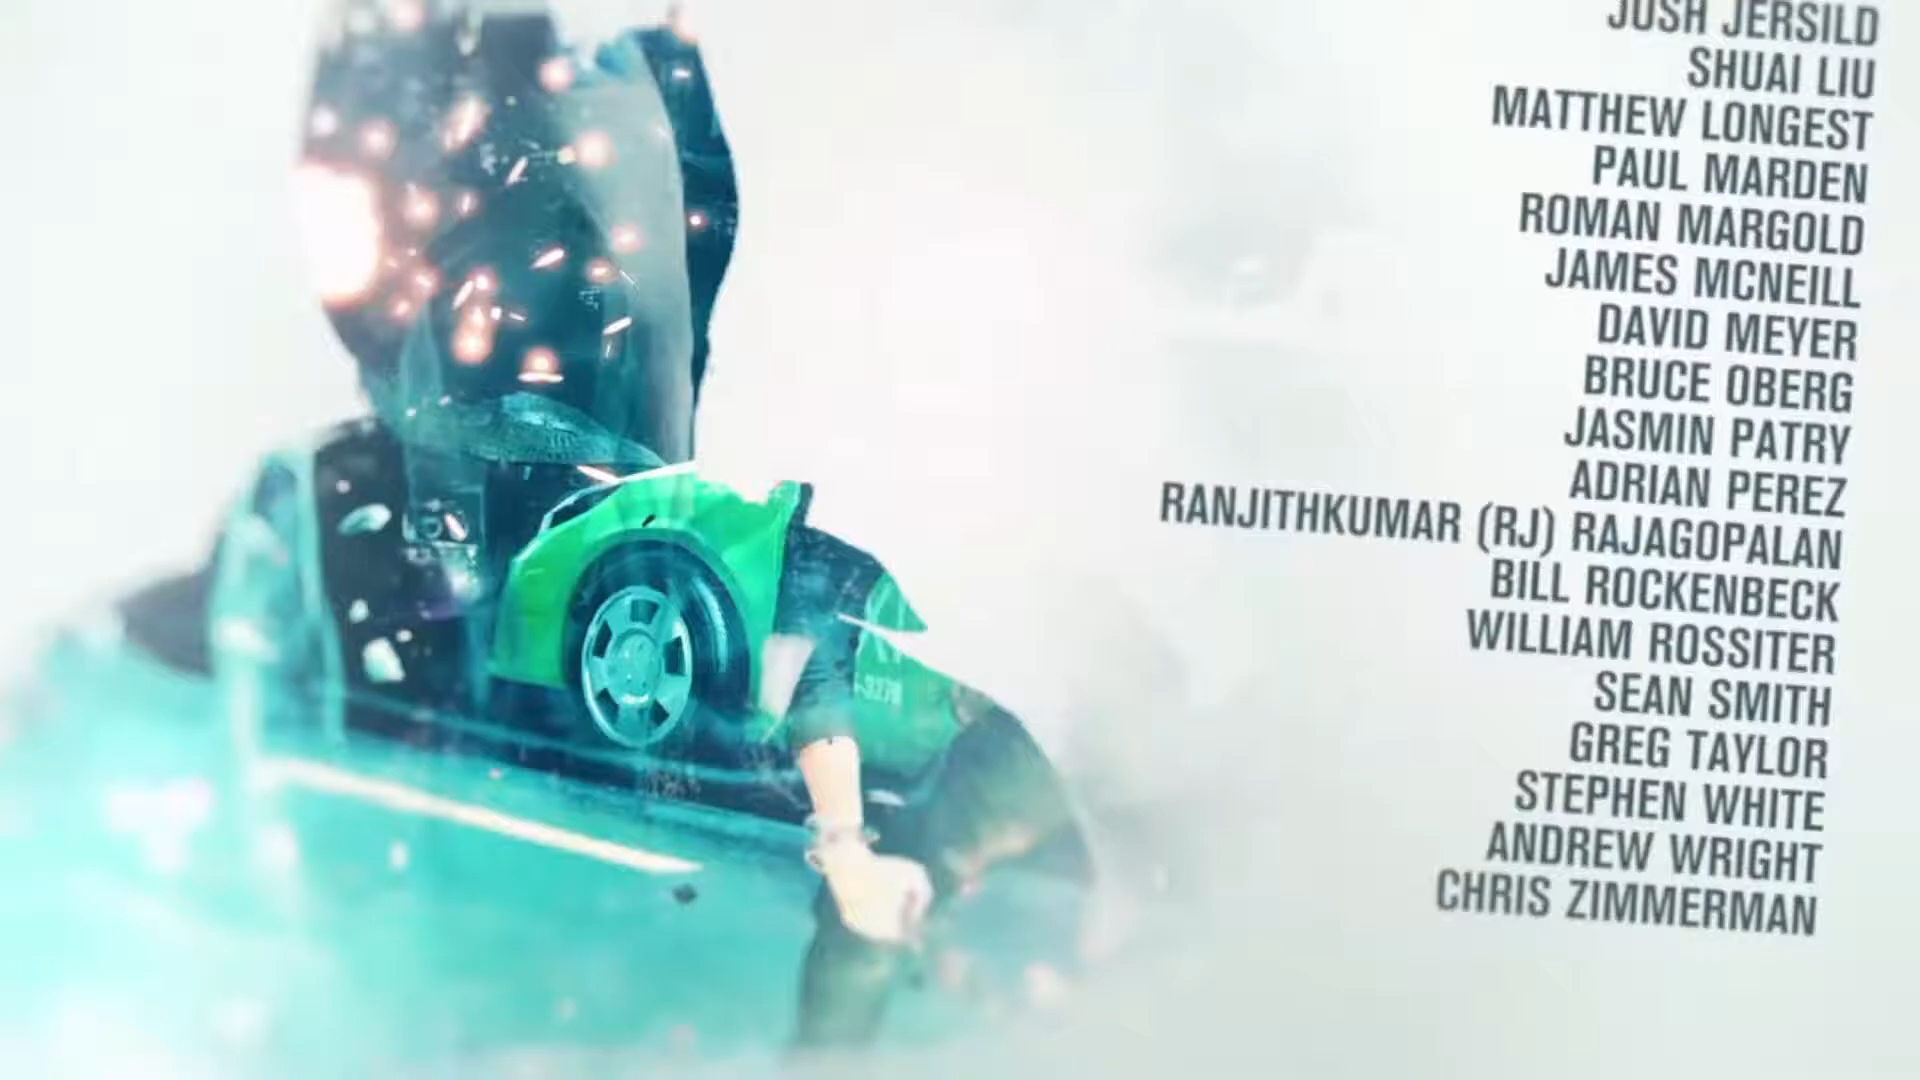 JOSH JERSILD
SHUAI LIU
MATTHEW LONGEST
PAUL MARDEN
ROMAN MARGOLD
JAMES MCNEILL
DAVID MEYER
BRUCE OBERG
JASMIN PATRY
ADRIAN PEREZ
RANJITHKUMAR (RJ) RAJAGOPALAN
BILL ROCKENBECK
WILLIAM ROSSITER
SEAN SMITH
GREG TAYLOR
STEPHEN WHITE
ANDREW WRIGHT
CHRIS ZIMMERMAN